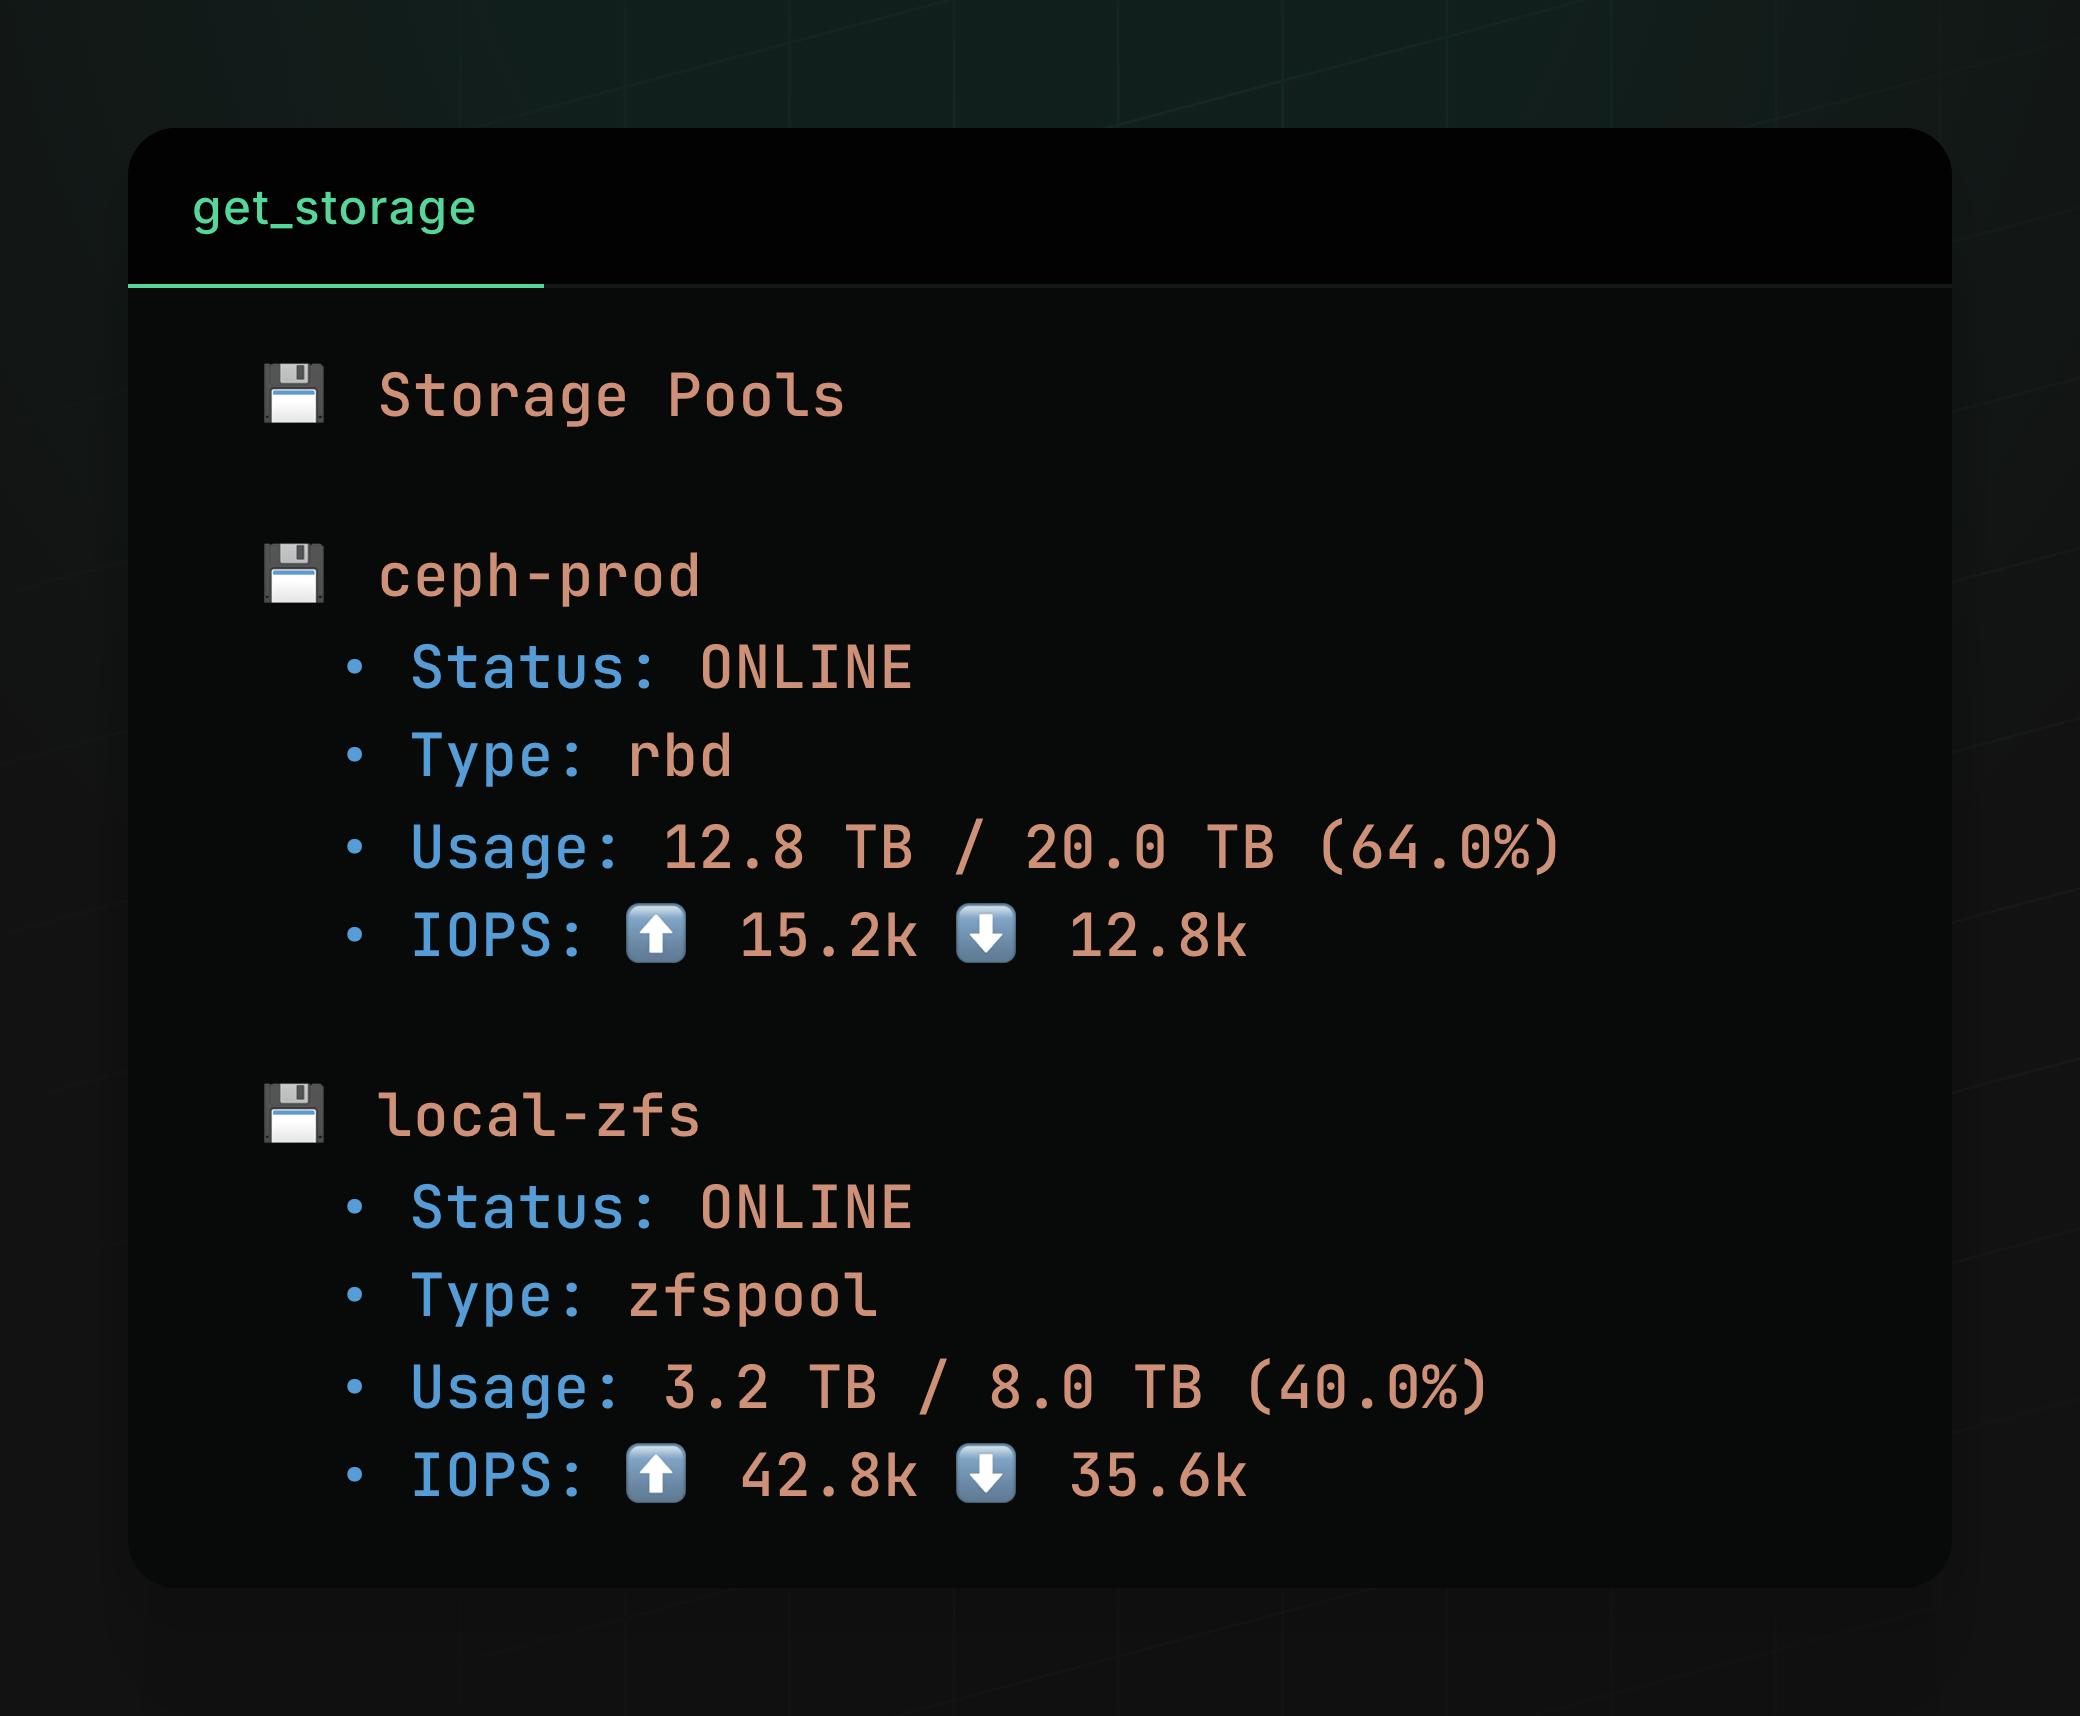 get_storage
💾 Storage Pools
💾 ceph-prod
• Status: ONLINE
• Type: rbd
• Usage: 12.8 TB / 20.0 TB (64.0%)
• IOPS: ⬆️ 15.2k ⬇️ 12.8k
💾 local-zfs
• Status: ONLINE
• Type: zfspool
• Usage: 3.2 TB / 8.0 TB (40.0%)
• IOPS: ⬆️ 42.8k ⬇️ 35.6k